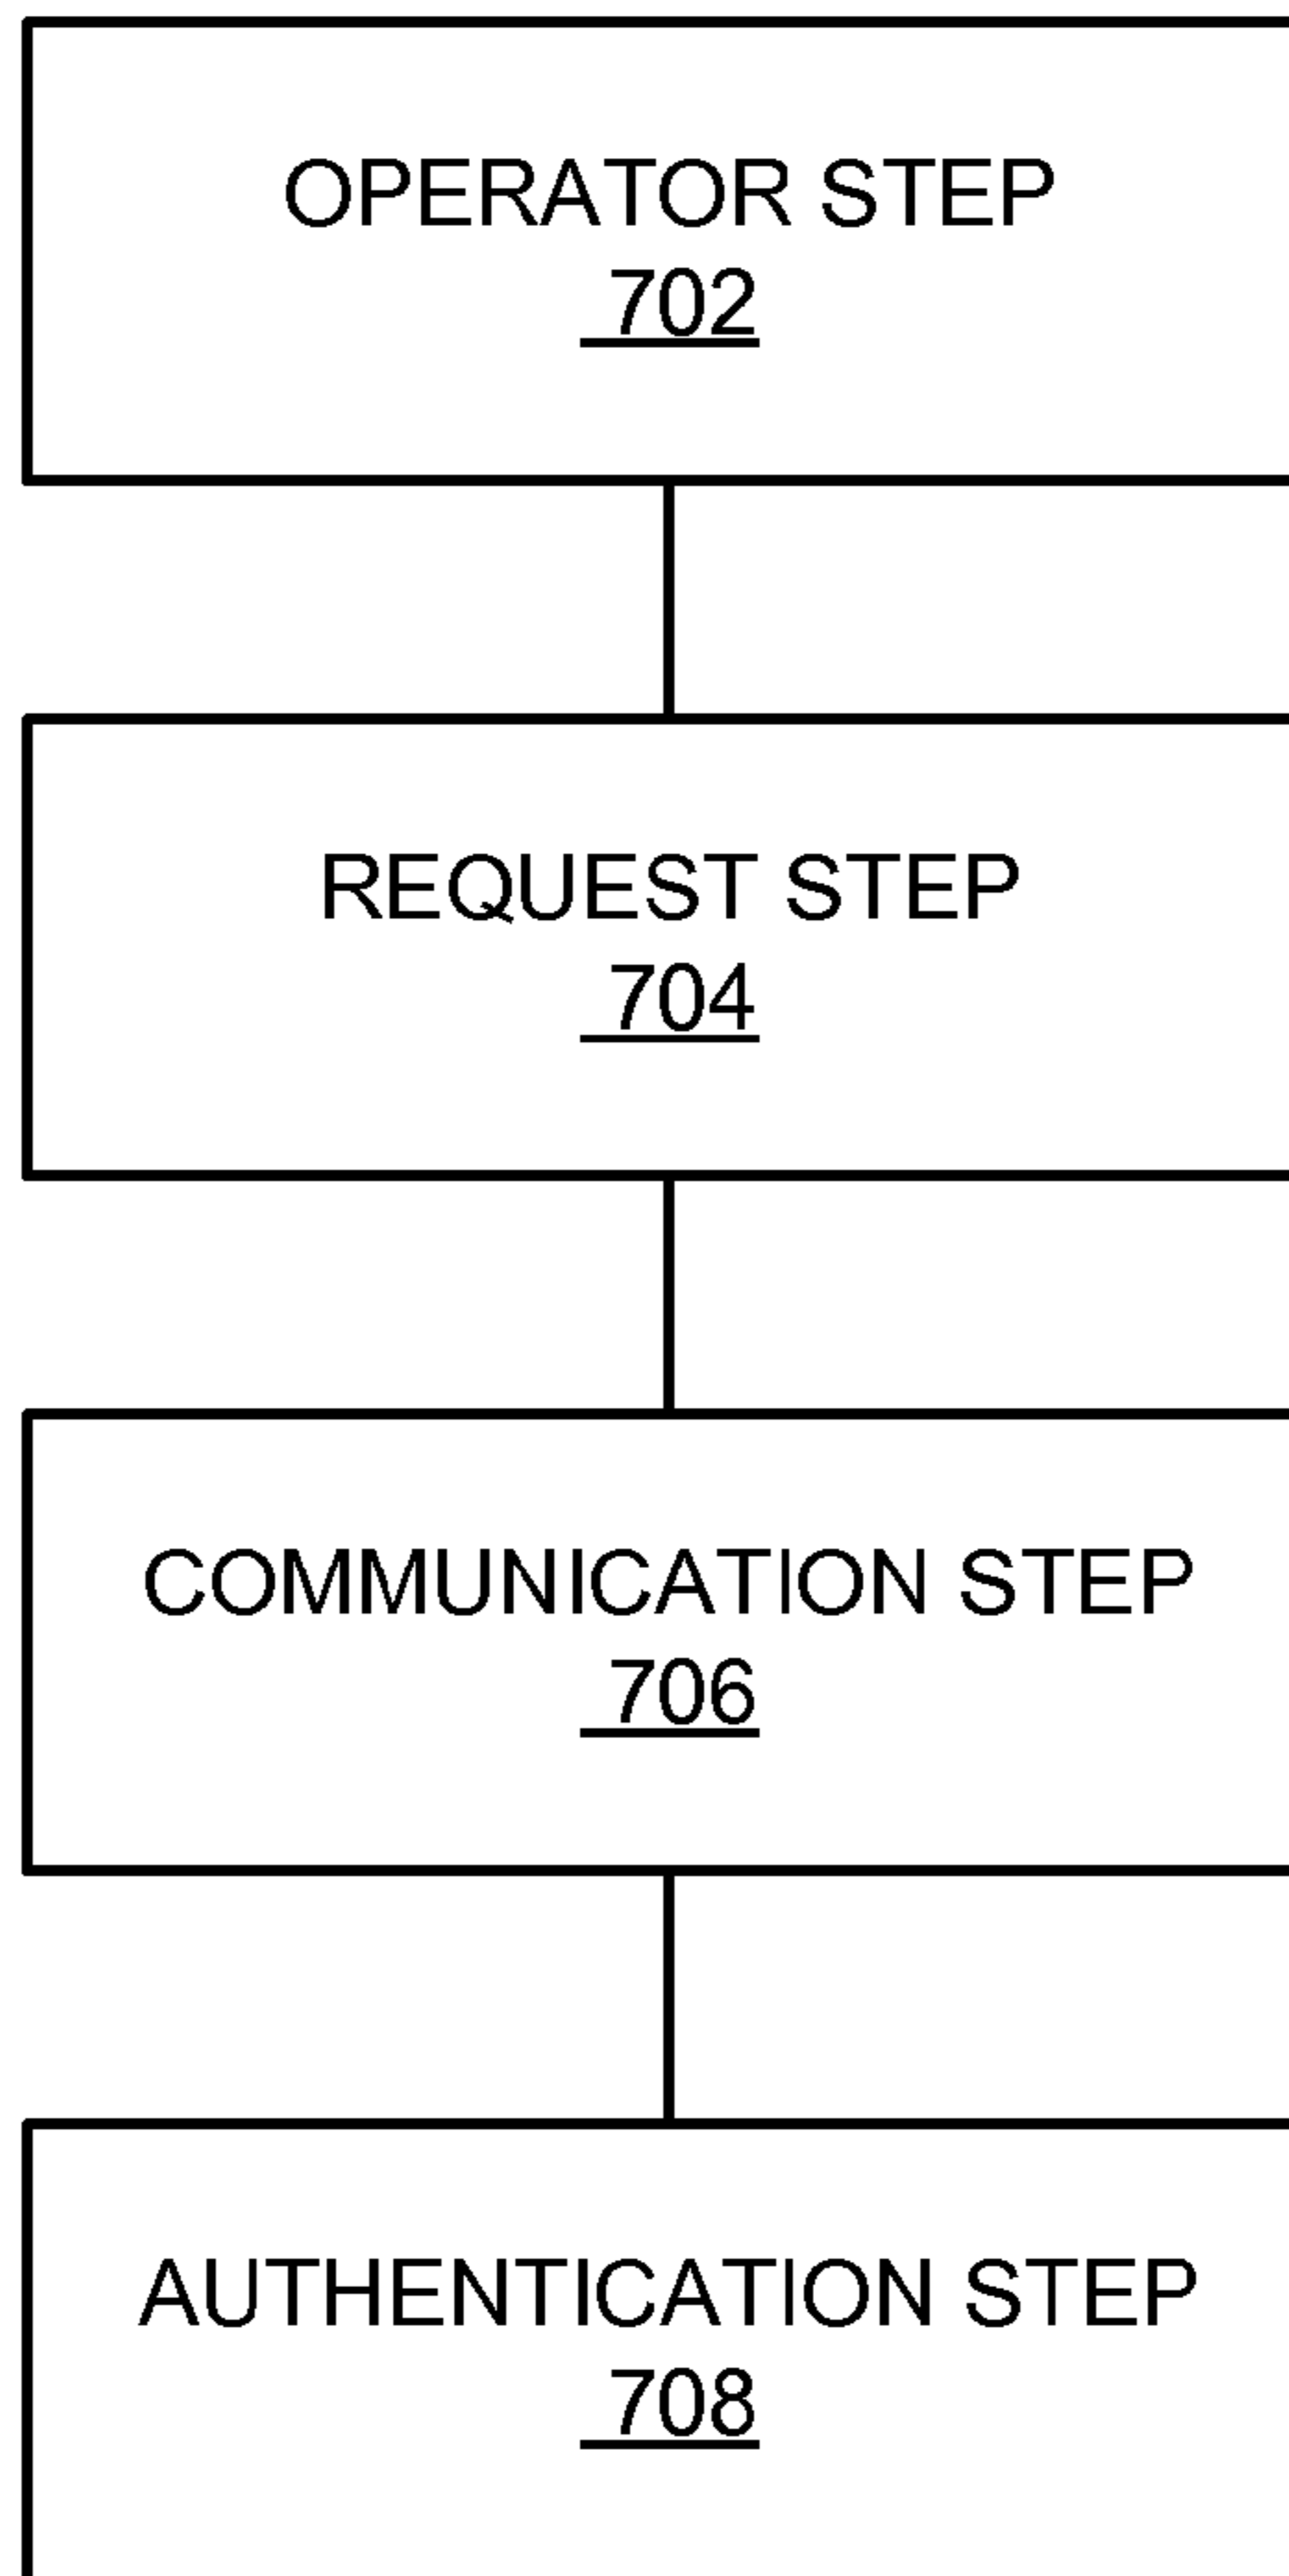 OPERATOR STEP
702
REQUEST STEP
704
COMMUNICATION STEP
706
AUTHENTICATION STEP
708